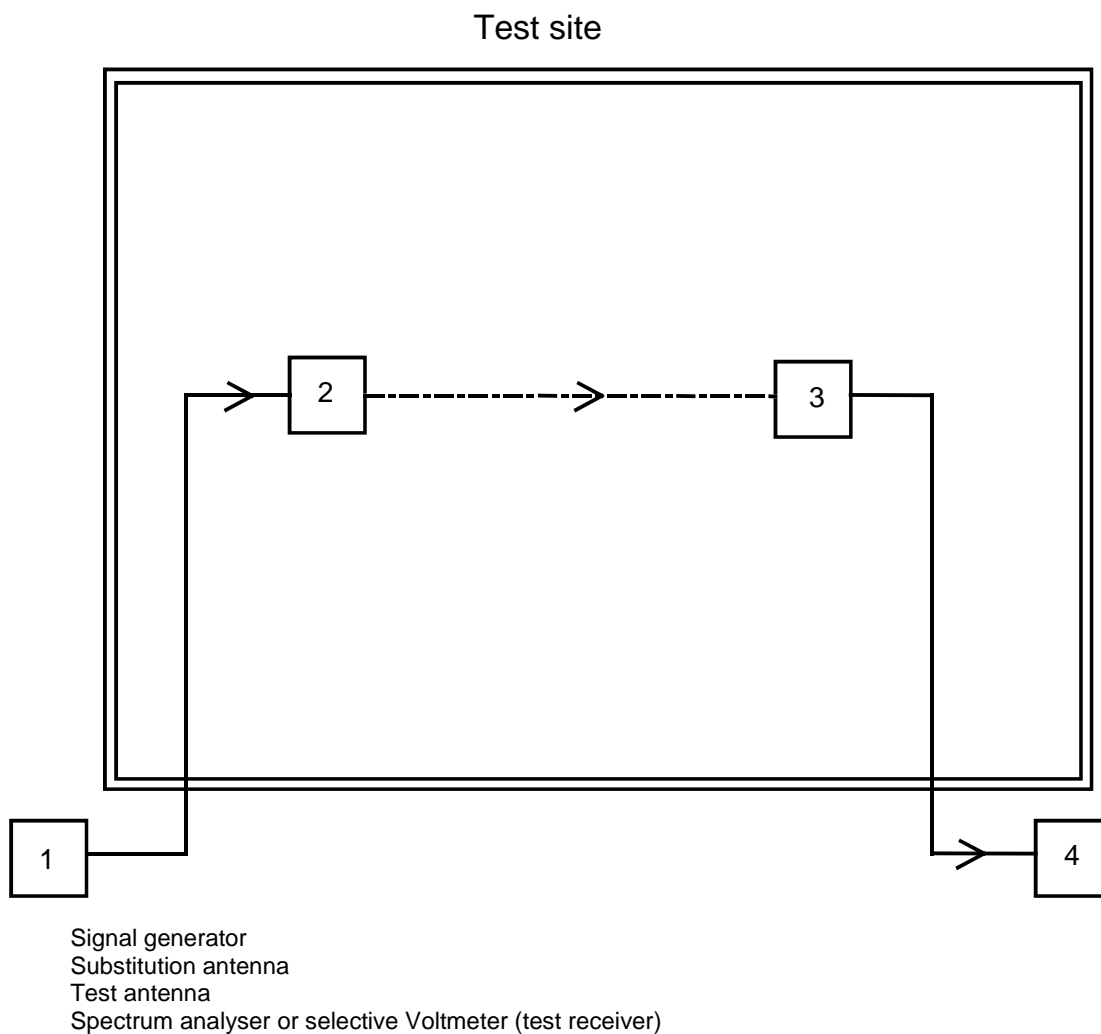 Test site
2
3
1
4
Signal generator
Substitution antenna
Test antenna
Spectrum analyser or selective Voltmeter (test receiver)